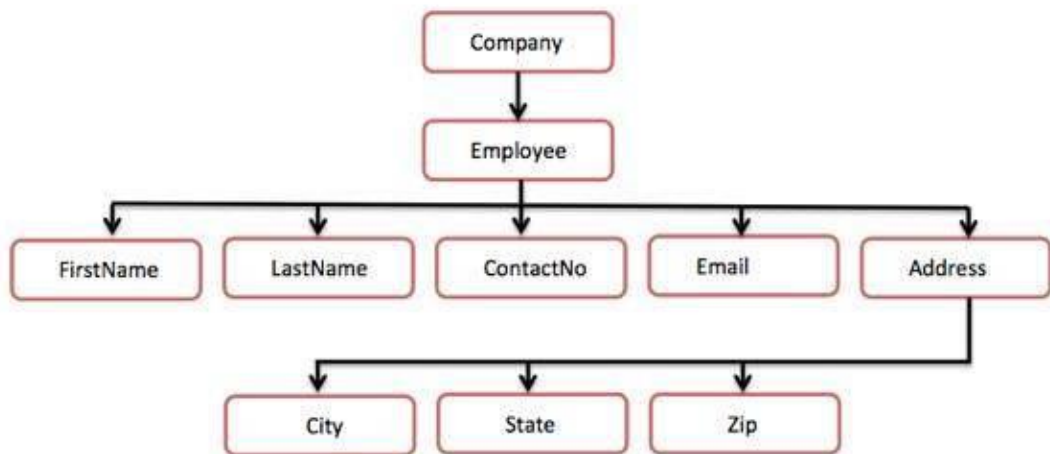 Company
Employee
FirstName
LastName
ContactNo
Email
Address
City
State
Zip